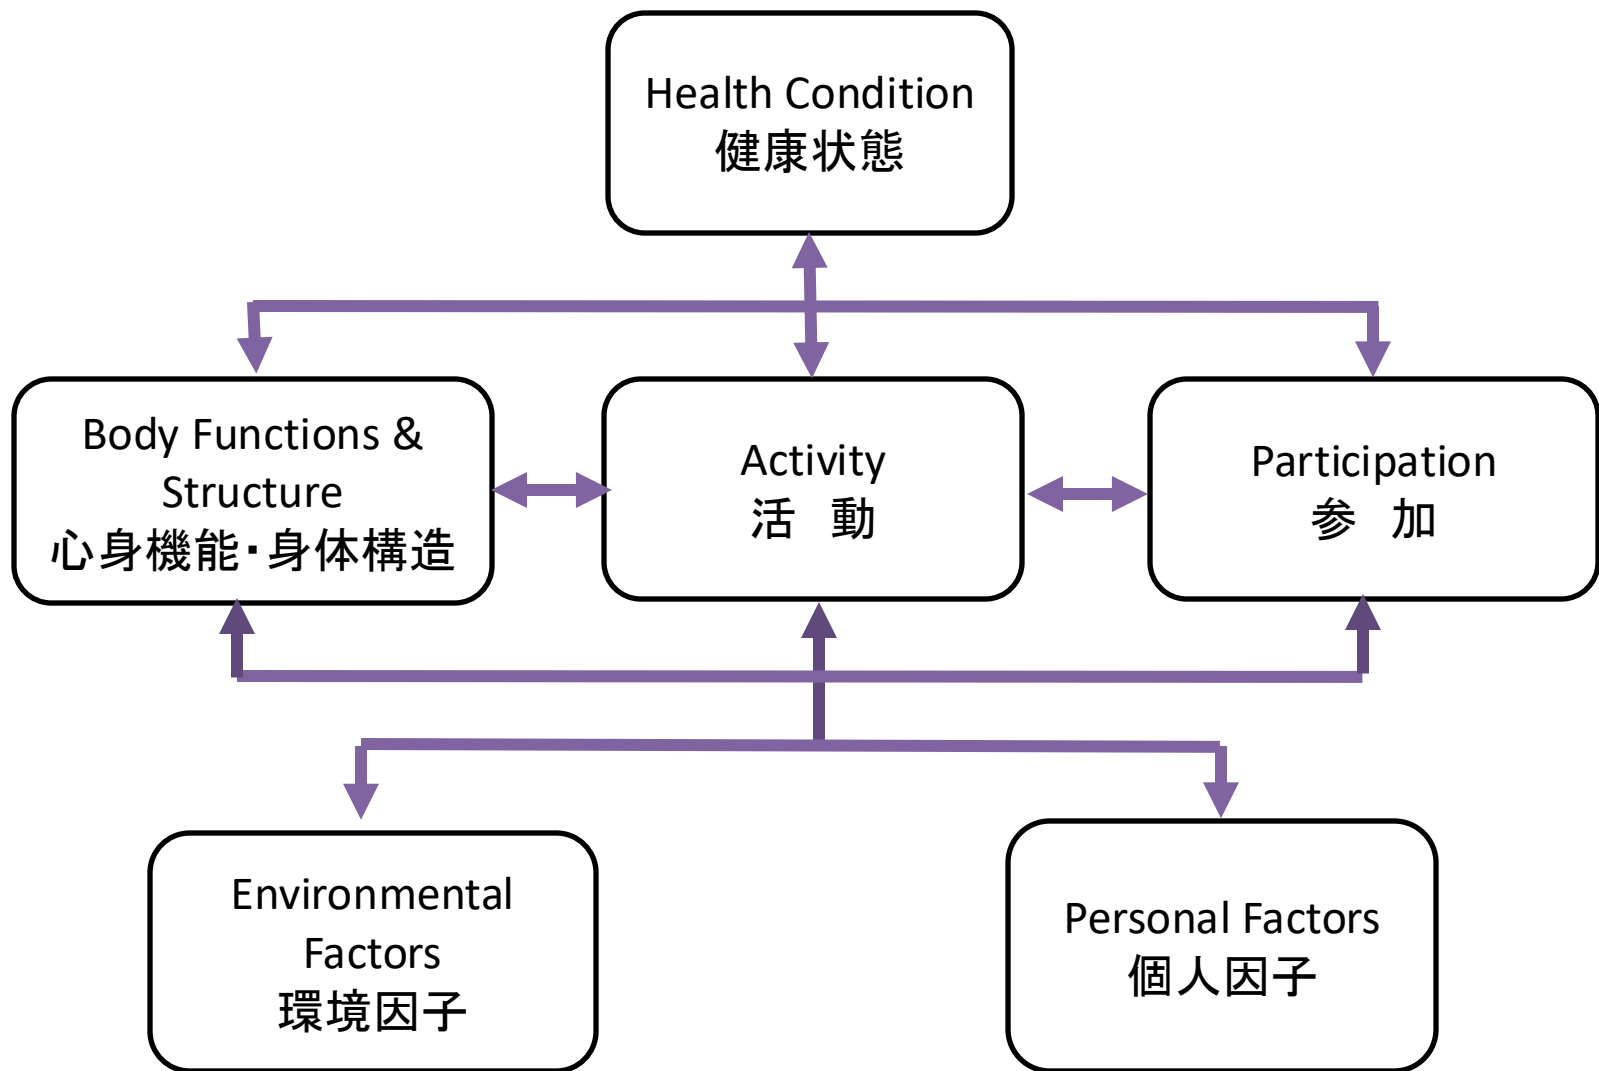 Health Condition
健康状態
Body Functions &
Structure
心身機能・身体構造
Activity
活　動
Participation
参　加
Environmental
Factors
環境因子
Personal Factors
個人因子